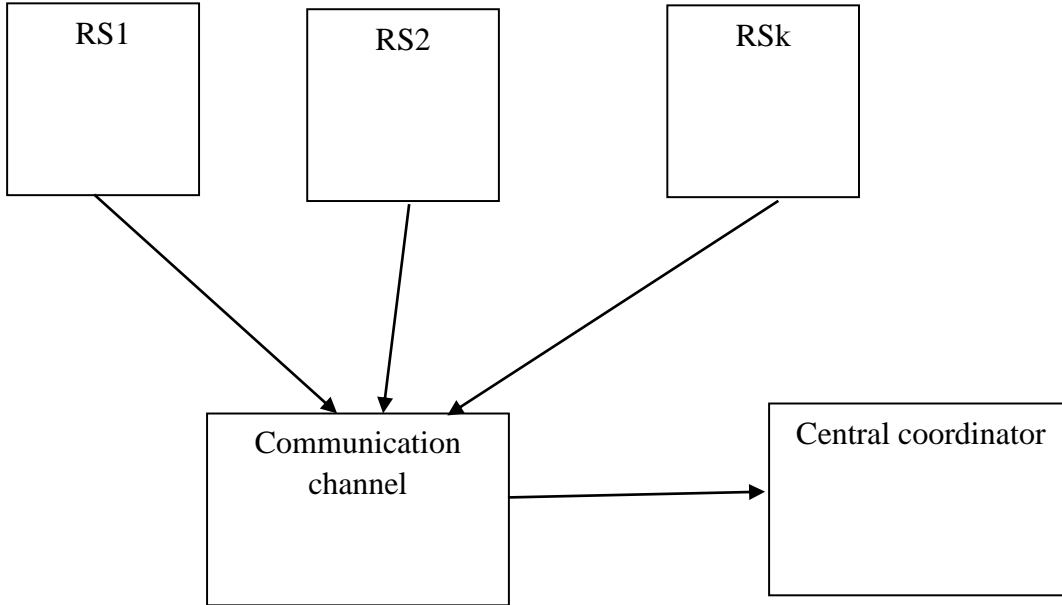 RS1
RS2
RSk
Communication
channel
Central coordinator